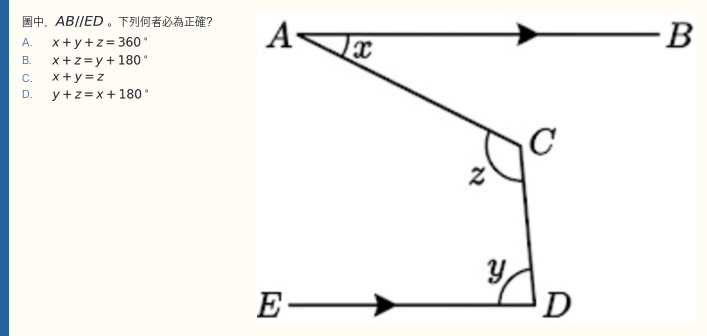 圖中，AB//ED 。下列何者必為正確?
A. x + y + z = 360°
B. x + z = y + 180°
C. x + y = z
D. y + z = x + 180°
A B
x
C
z
y
E D